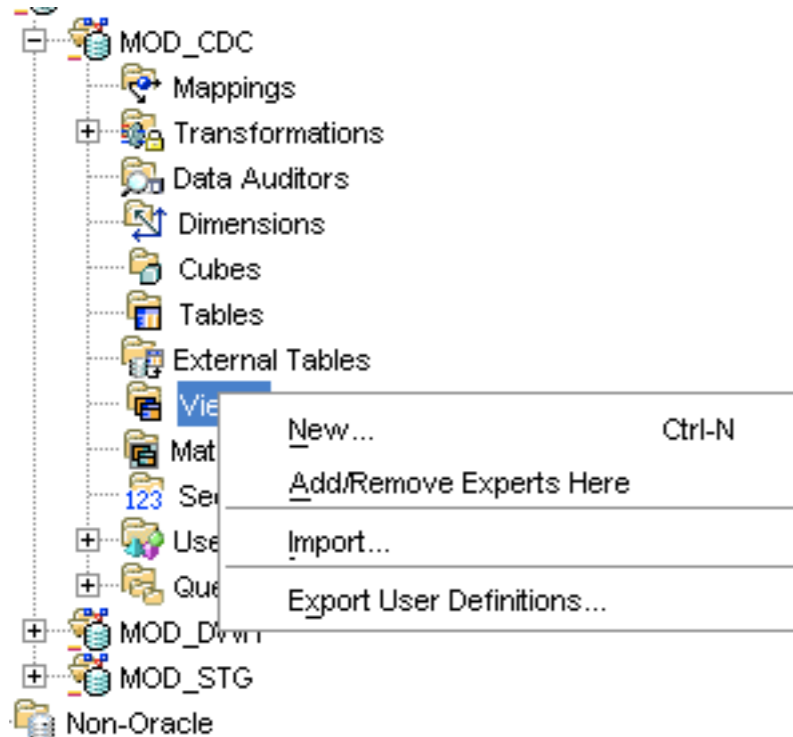 MOD_CDC
Mappings
Transformations
Data Auditors
Dimensions
Cubes
Tables
External Tables
New... Ctrl-N
Add/Remove Experts Here
Import...
Export User Definitions...
123
MOD_STG
Non-Oracle